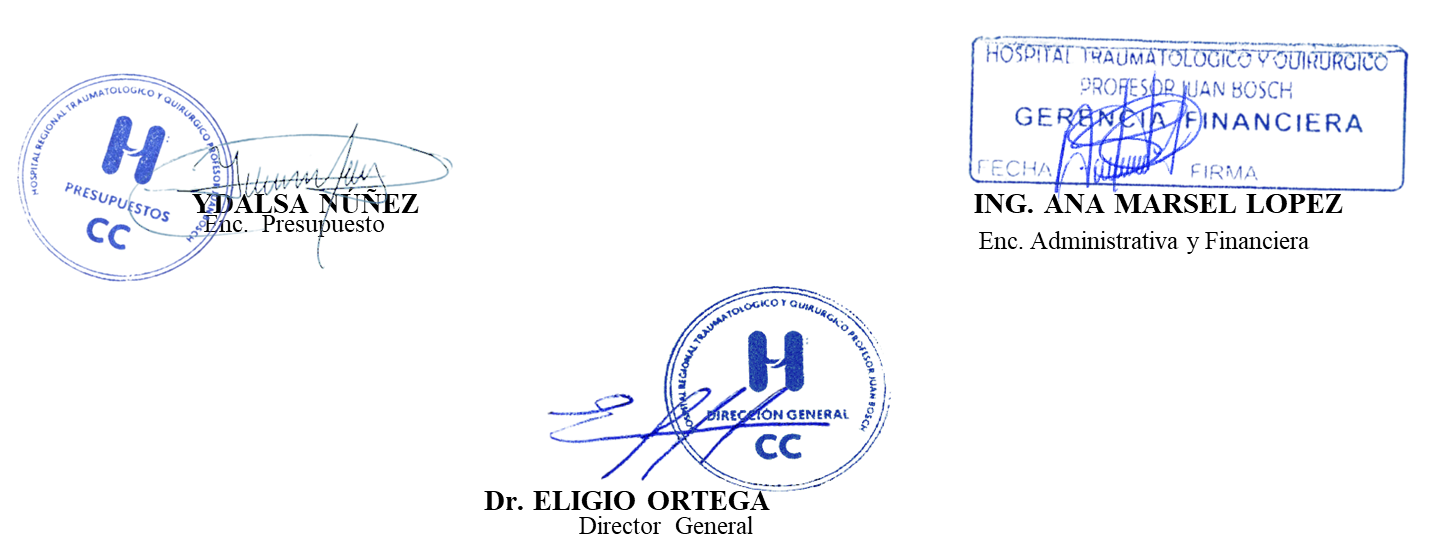 HOSPITAL REGIONAL TRAUMATOLOGICO Y QUIRURGICO PROFESOR JUAN BOSCH
H
PRESUPUESTOS
CC
YDALSA NÚÑEZ
Enc. Presupuesto
HOSPITAL TRAUMATOLOGICO Y QUIRURGICO
PROFESOR JUAN BOSCH
GERENCIA FINANCIERA
FECHA FIRMA
ING. ANA MARSEL LOPEZ
Enc. Administrativa y Financiera
HOSPITAL REGIONAL TRAUMATOLOGICO Y QUIRURGICO PROFESOR JUAN BOSCH
H
DIRECCIÓN GENERAL
CC
Dr. ELIGIO ORTEGA
Director General